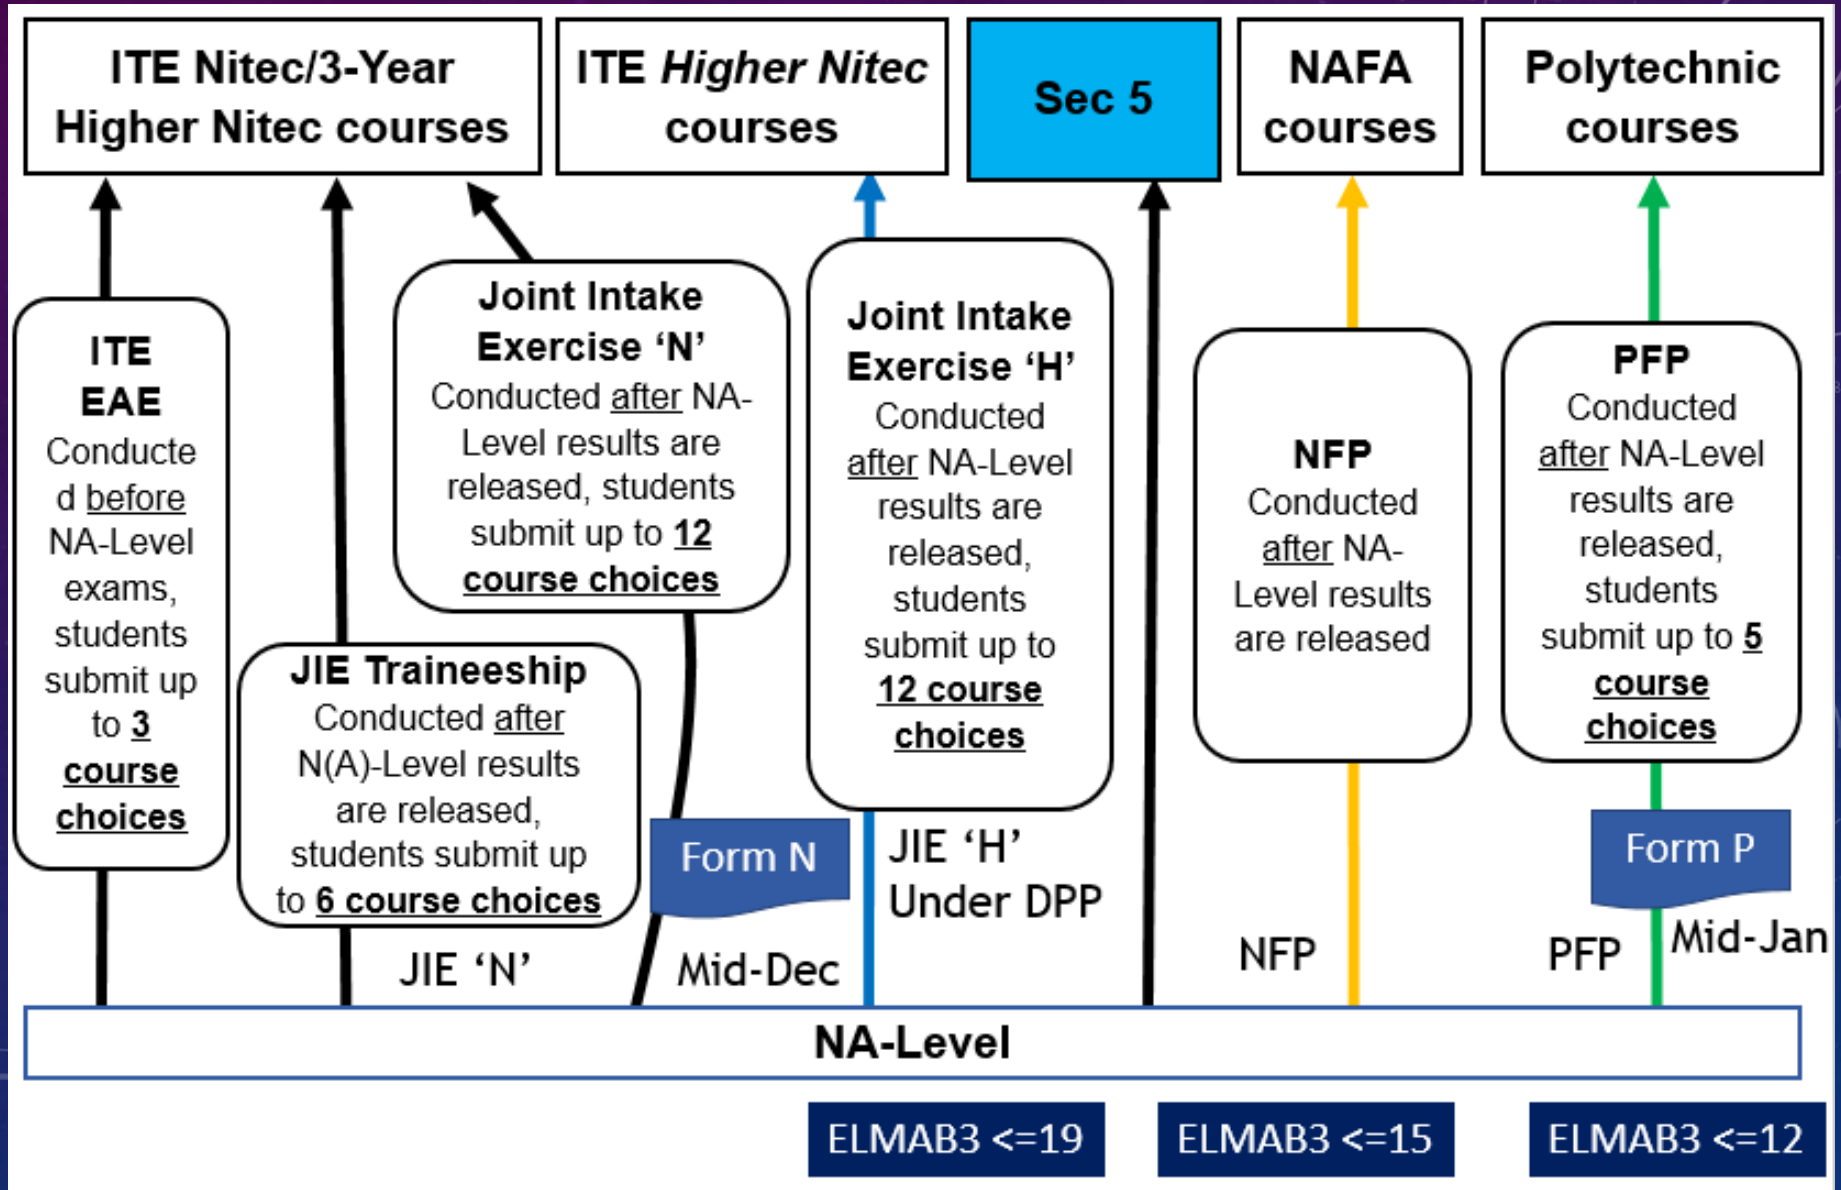 ITE Nitec/3-Year
Higher Nitec courses
ITE Higher Nitec
courses
Sec 5
NAFA
courses
Polytechnic
courses
ITE
EAE
Conducte
d before
NA-Level
exams,
students
submit up
to 3
course
choices
JIE Traineeship
Conducted after
N(A)-Level results
are released,
students submit up
to 6 course choices
Joint Intake
Exercise ‘N’
Conducted after NA-
Level results are
released, students
submit up to 12
course choices
Joint Intake
Exercise ‘H’
Conducted
after NA-Level
results are
released,
students
submit up to
12 course
choices
NFP
Conducted
after NA-
Level results
are released
PFP
Conducted
after NA-Level
results are
released,
students
submit up to 5
course
choices
JIE ‘N’
Form N
Mid-Dec
JIE ‘H’
Under DPP
NFP
PFP
Form P
Mid-Jan
NA-Level
ELMAB3 <=19
ELMAB3 <=15
ELMAB3 <=12